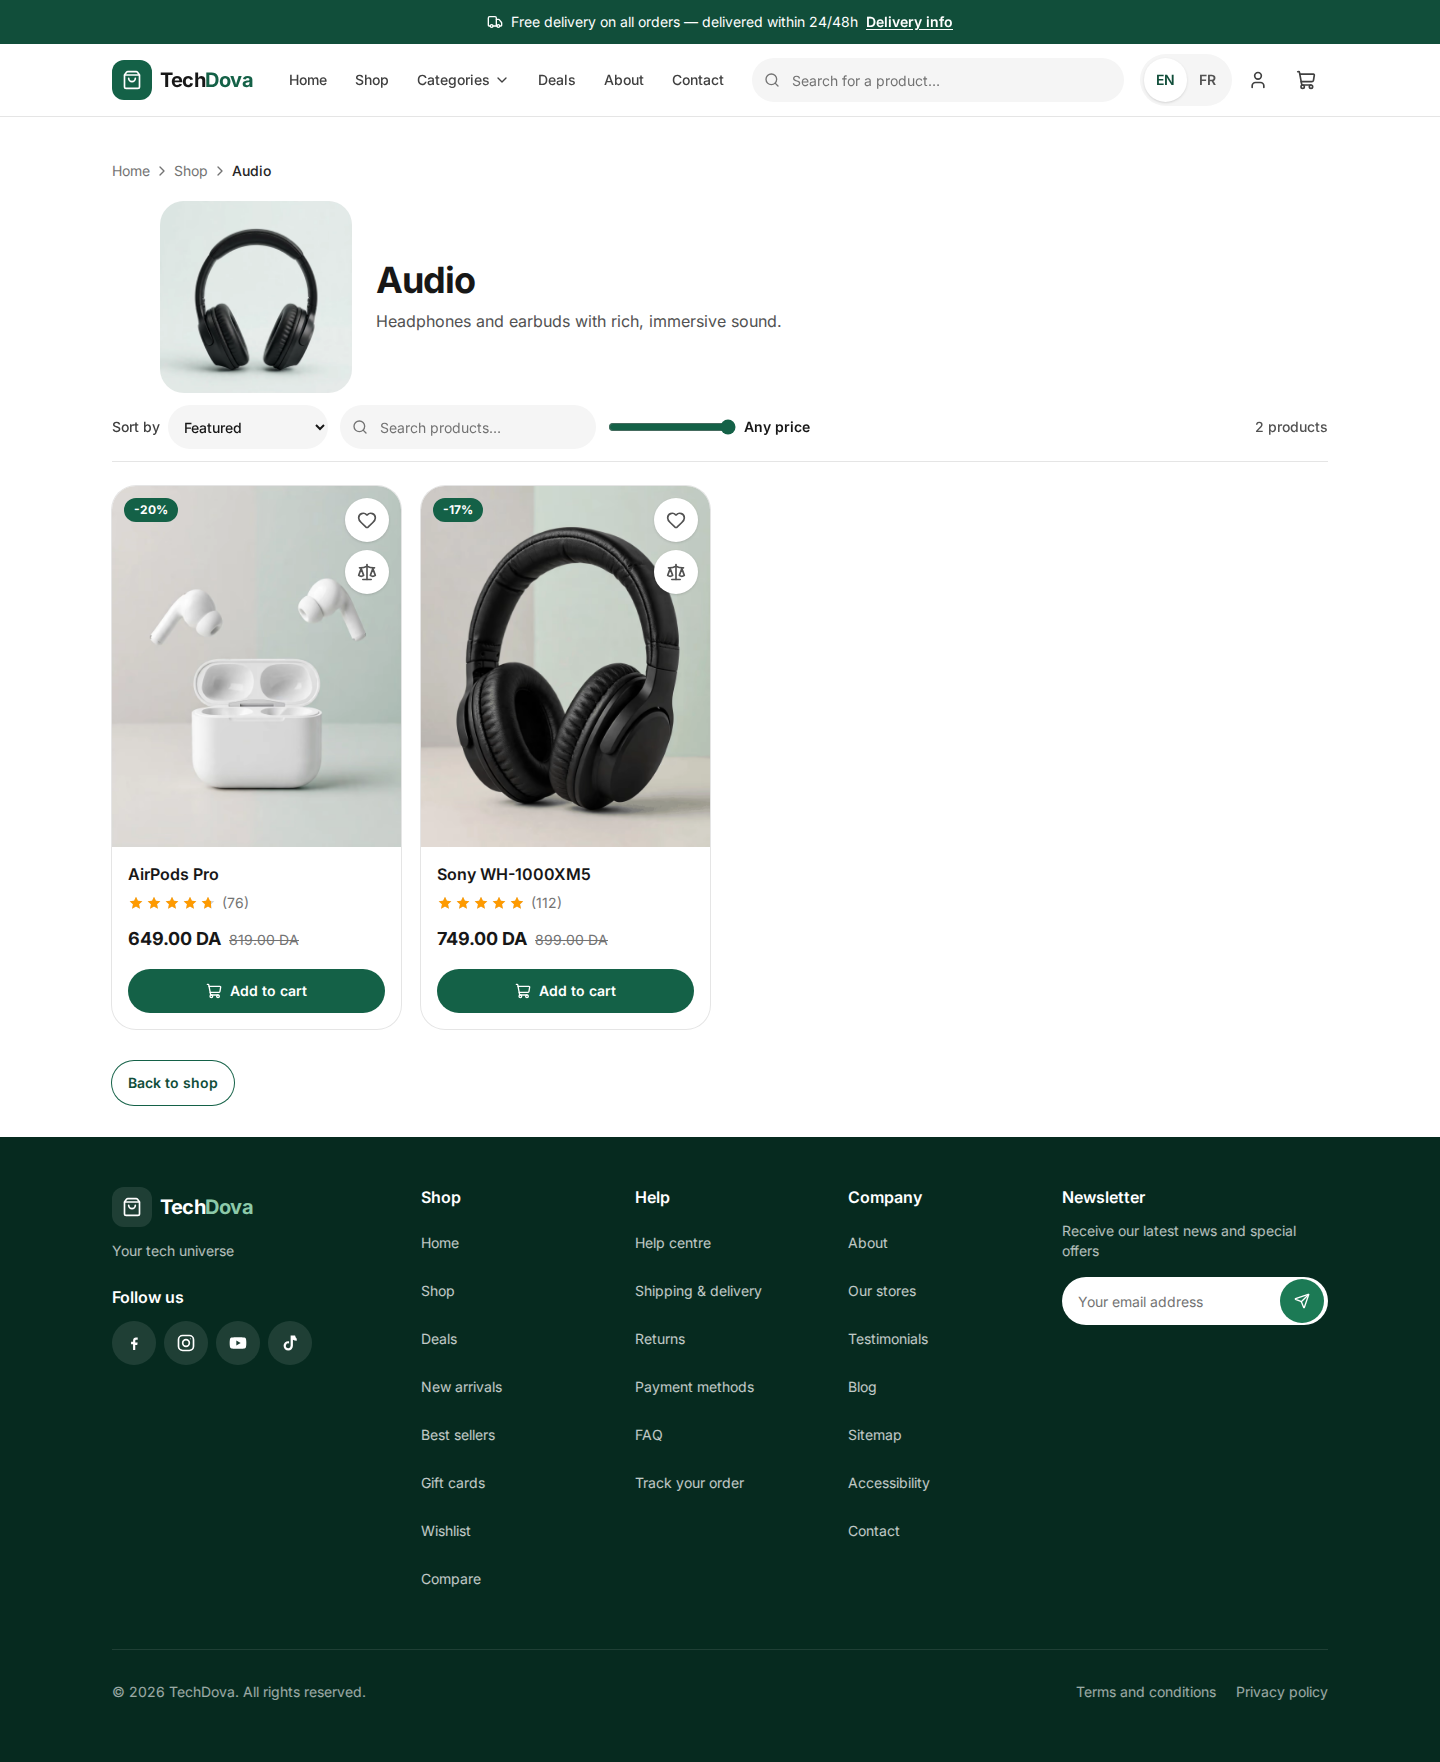 Free delivery on all orders — delivered within 24/48h Delivery info
TechDova Home Shop Categories Deals About Contact Search for a product... EN FR
Home Shop Audio
Audio
Headphones and earbuds with rich, immersive sound.
Sort by Featured Search products... Any price 2 products
-20% -17%
AirPods Pro Sony WH-1000XM5
(76) (112)
649.00 DA 819.00 DA 749.00 DA 899.00 DA
Add to cart Add to cart
Back to shop
TechDova
Your tech universe
Follow us
Shop
Home
Shop
Deals
New arrivals
Best sellers
Gift cards
Wishlist
Compare
Help
Help centre
Shipping & delivery
Returns
Payment methods
FAQ
Track your order
Company
About
Our stores
Testimonials
Blog
Sitemap
Accessibility
Contact
Newsletter
Receive our latest news and special
offers
Your email address
© 2026 TechDova. All rights reserved. Terms and conditions Privacy policy